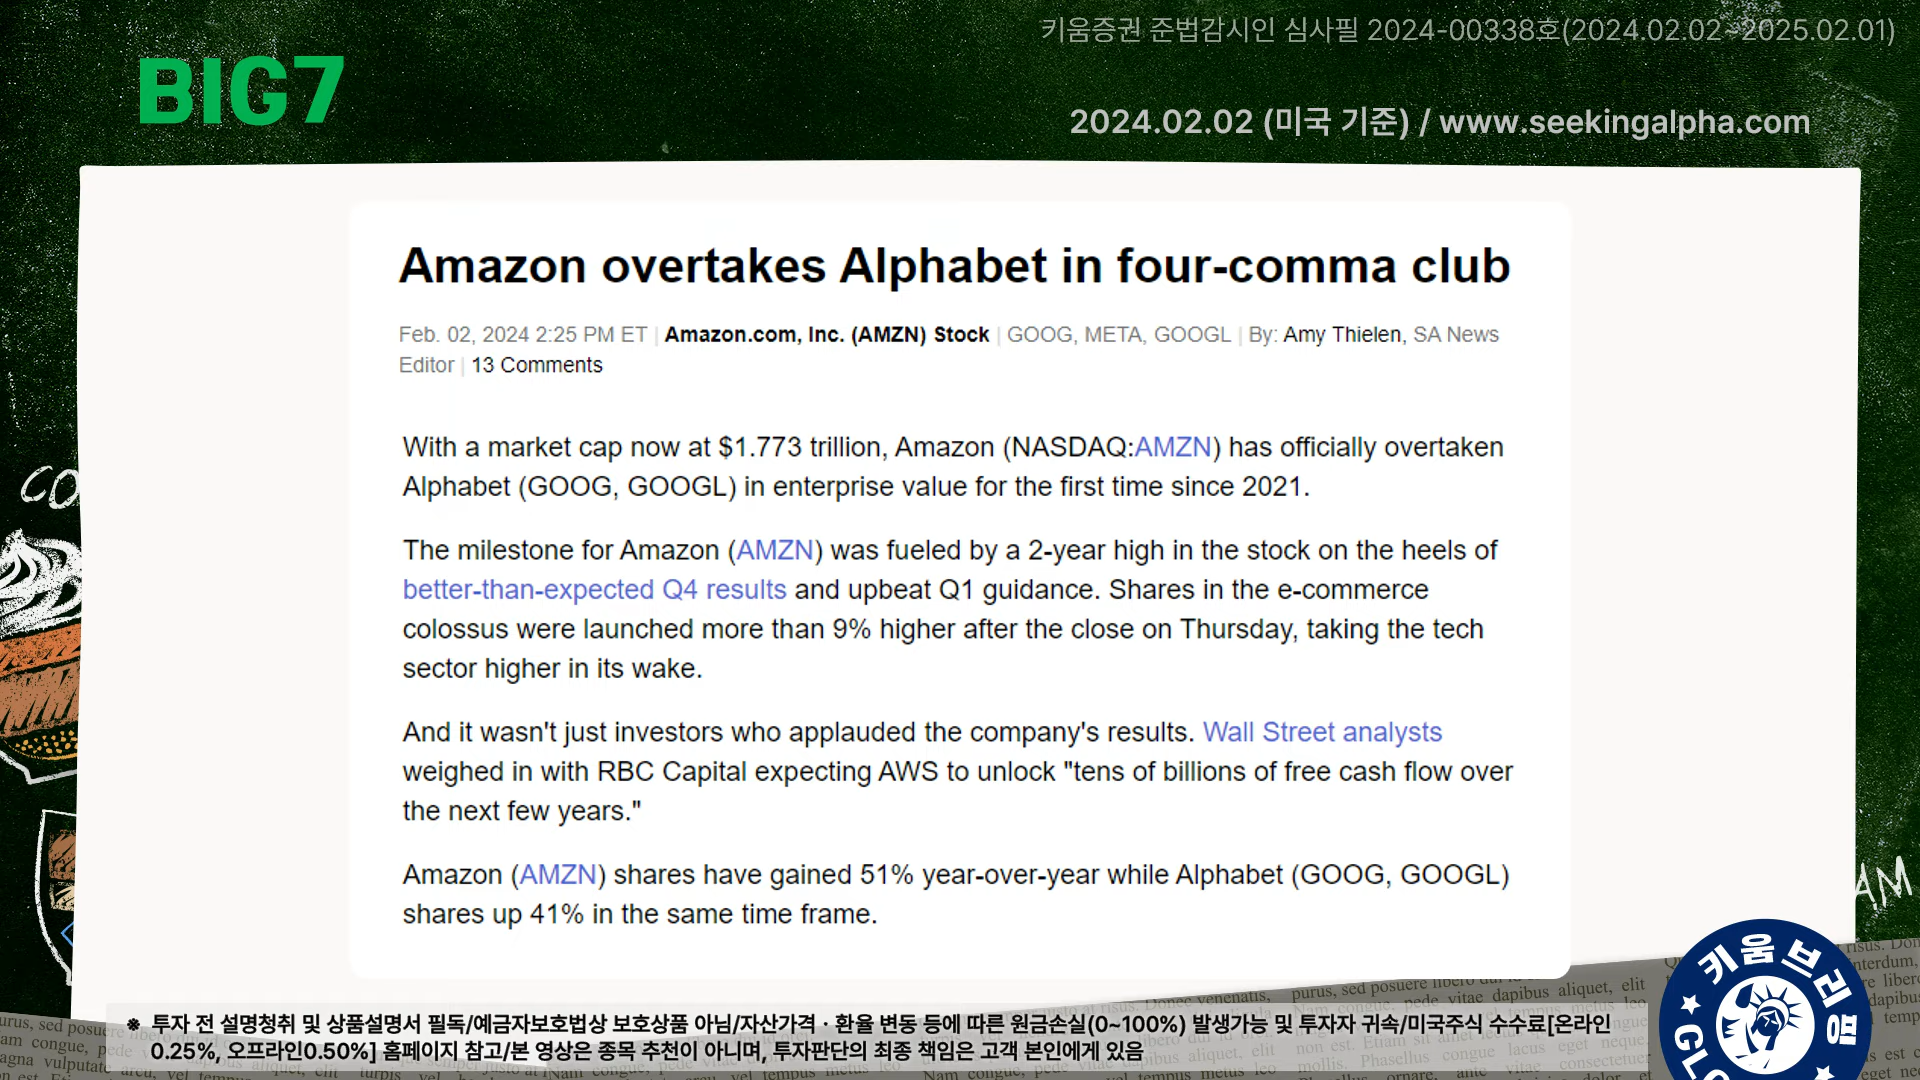 키움증권 준법감시인 심사필 2024-00338호(2024.02.02~2025.02.01)
BIG7
2024.02.02 (미국 기준) / www.seekingalpha.com
Amazon overtakes Alphabet in four-comma club
Feb. 02, 2024 2:25 PM ET | Amazon.com, Inc. (AMZN) Stock | GOOG, META, GOOGL | By: Amy Thielen, SA News
Editor | 13 Comments
With a market cap now at $1.773 trillion, Amazon (NASDAQ:AMZN) has officially overtaken
Alphabet (GOOG, GOOGL) in enterprise value for the first time since 2021.
The milestone for Amazon (AMZN) was fueled by a 2-year high in the stock on the heels of
better-than-expected Q4 results and upbeat Q1 guidance. Shares in the e-commerce
colossus were launched more than 9% higher after the close on Thursday, taking the tech
sector higher in its wake.
And it wasn't just investors who applauded the company's results. Wall Street analysts
weighed in with RBC Capital expecting AWS to unlock "tens of billions of free cash flow over
the next few years."
Amazon (AMZN) shares have gained 51% year-over-year while Alphabet (GOOG, GOOGL)
shares up 41% in the same time frame.
CO
AM
키움 브리핑
※ 투자 전 설명청취 및 상품설명서 필독/예금자보호법상 보호상품 아님/자산가격·환율 변동 등에 따른 원금손실(0~100%) 발생가능 및 투자자 귀속/미국주식 수수료[온라인
0.25%, 오프라인0.50%] 홈페이지 참고/본 영상은 종목 추천이 아니며, 투자판단의 최종 책임은 고객 본인에게 있음